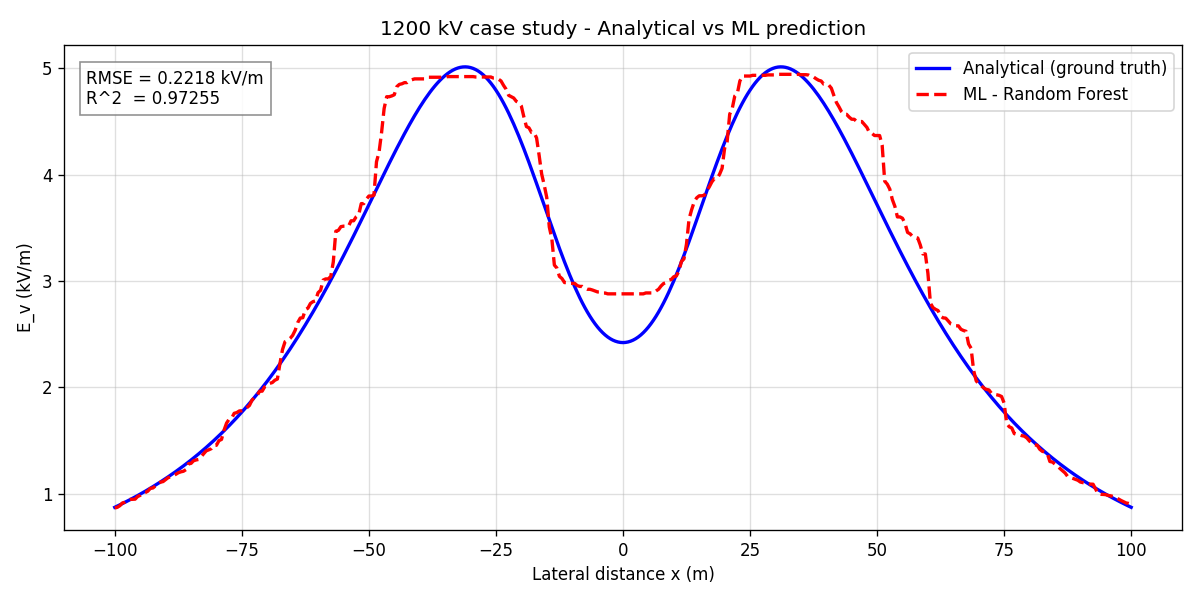 1200 kV case study - Analytical vs ML prediction
RMSE = 0.2218 kV/m
R^2  = 0.97255
Analytical (ground truth)
ML - Random Forest
E_v (kV/m)
5
4
3
2
1
−100
−75
−50
−25
0
25
50
75
100
Lateral distance x (m)